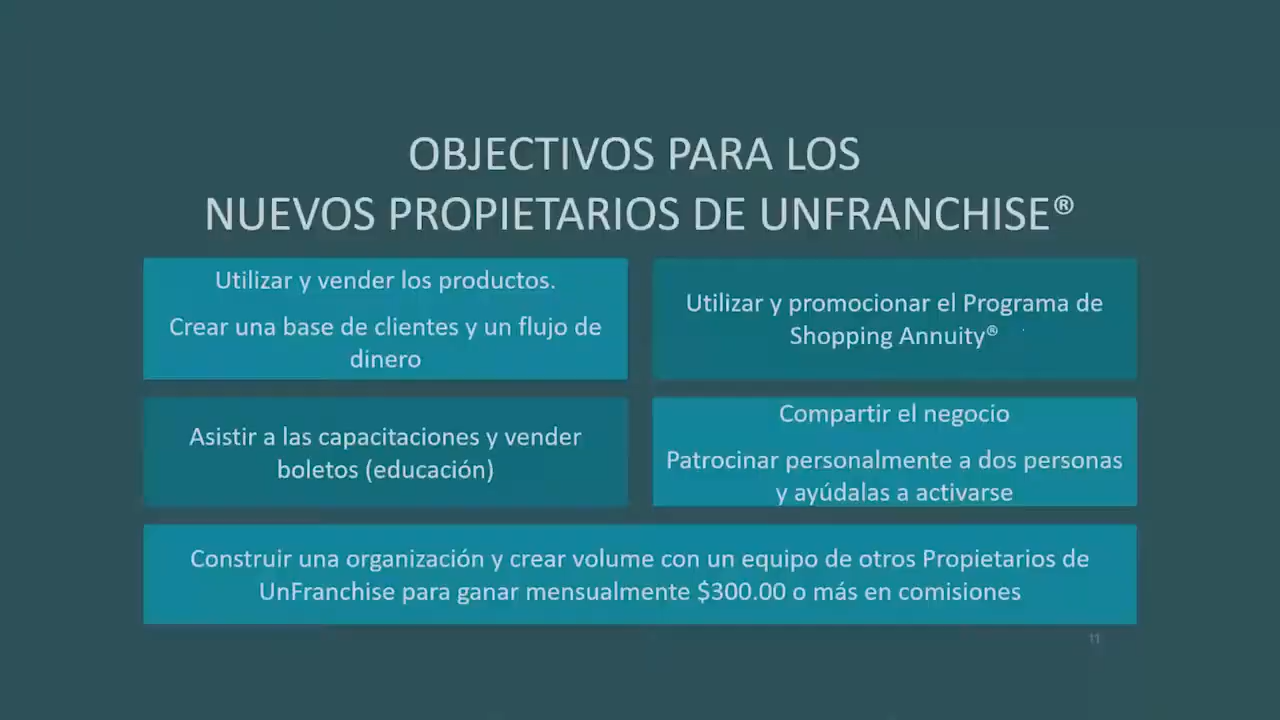 OBJECTIVOS PARA LOS
NUEVOS PROPIETARIOS DE UNFRANCHISE®
Utilizar y vender los productos.
Crear una base de clientes y un flujo de
dinero
Utilizar y promocionar el Programa de
Shopping Annuity®
Asistir a las capacitaciones y vender
boletos (educación)
Compartir el negocio
Patrocinar personalmente a dos personas
y ayúdalas a activarse
Construir una organización y crear volume con un equipo de otros Propietarios de
UnFranchise para ganar mensualmente $300.00 o más en comisiones
11